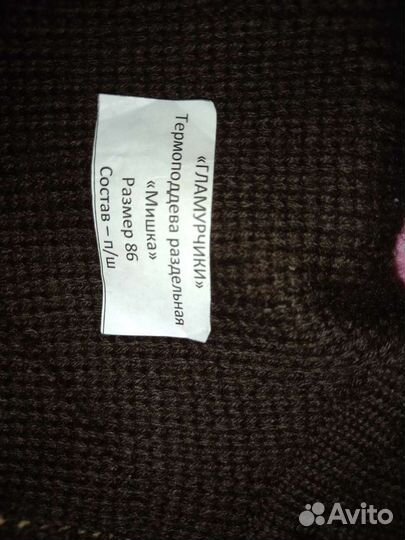 «ГЛАМУРЧИКИ»
Термоподдева раздельная
«Мишка»
Размер 86
Состав – п/ш
Avito